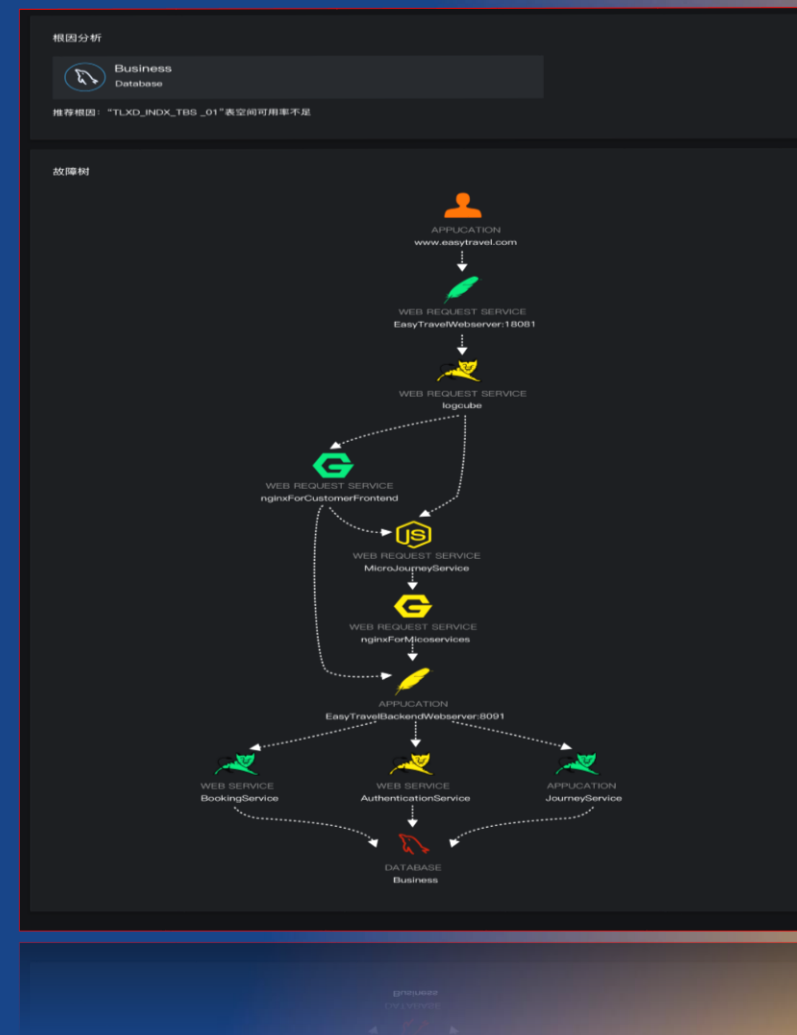 根因分析
Business
Database
推荐根因："TLXD_INDX_TBS _01"表空间可用率不足
故障树
APPUCATION
www.easytravel.com
WEB REQUEST SERVICE
EasyTravelWebserver:18081
WEB REQUEST SERVICE
logcube
WEB REQUEST SERVICE
nginxForCustomerFrontend
JS
WEB REQUEST SERVICE
MicroJourneyService
WEB REQUEST SERVICE
nginxForMicoservices
APPUCATION
EasyTravelBackendWebserver:8091
WEB SERVICE
BookingService
WEB SERVICE
AuthenticationService
APPUCATION
JourneyService
DATABASE
Business